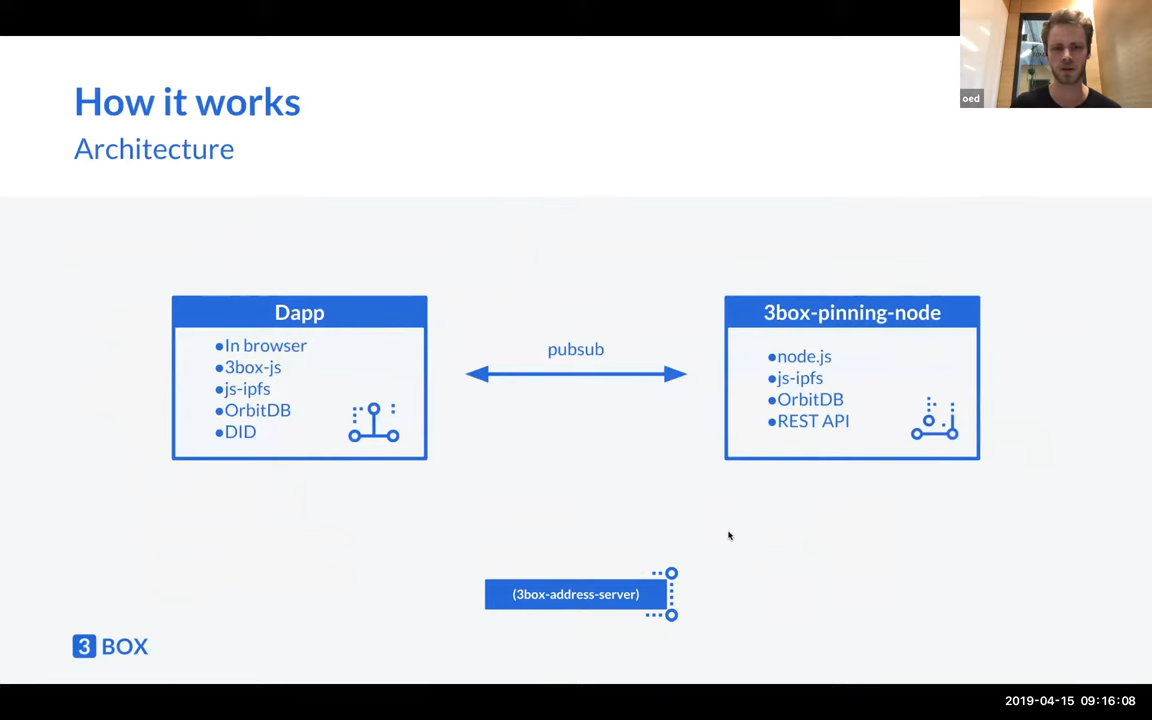 oed
How it works
Architecture
Dapp
●In browser
●3box-js
●js-ipfs
●OrbitDB
●DID
pubsub
3box-pinning-node
●node.js
●js-ipfs
●OrbitDB
●REST API
(3box-address-server)
3 BOX
2019-04-15 09:16:08